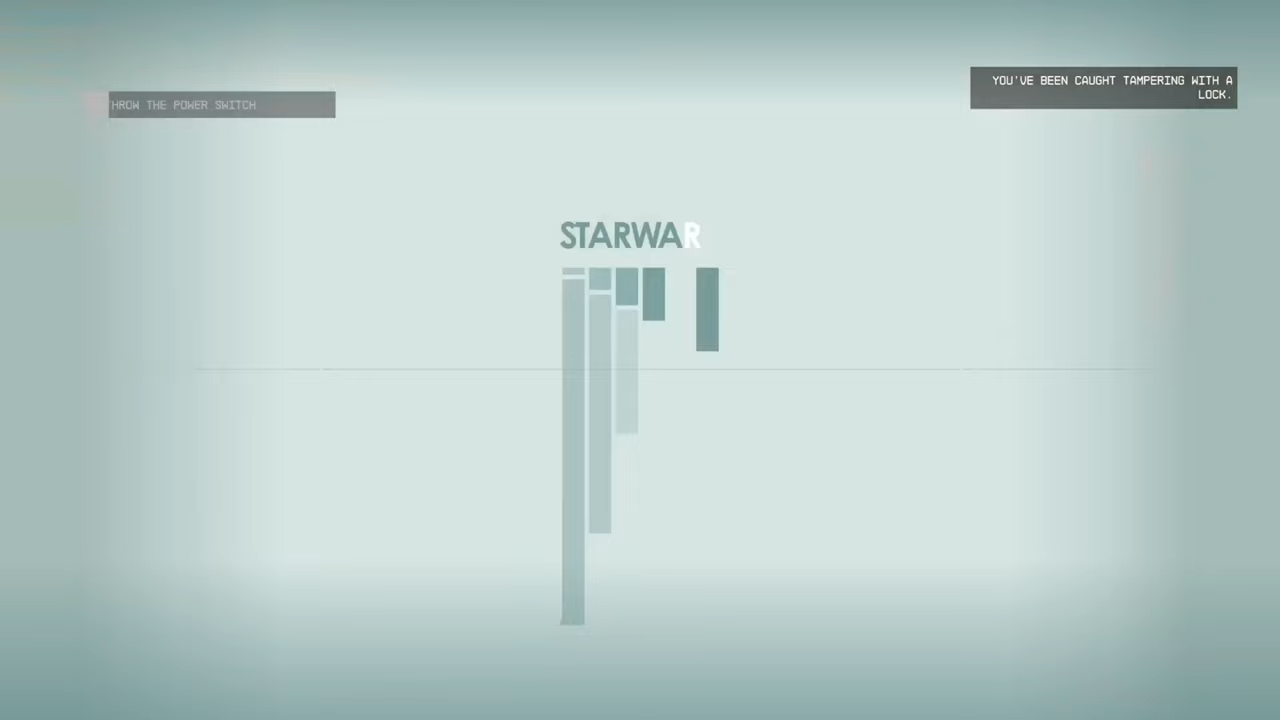 HROW THE POWER SWITCH
YOU'VE BEEN CAUGHT TAMPERING WITH A
LOCK.
STARWAR